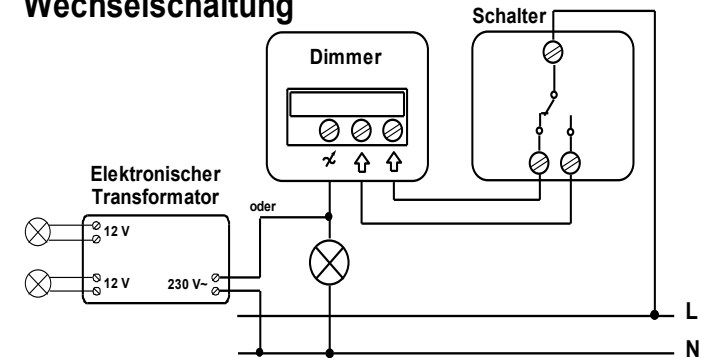 Wechselschaltung
Schalter
Dimmer
Elektronischer
Transformator
oder
12 V
12 V
230 V~
L
N